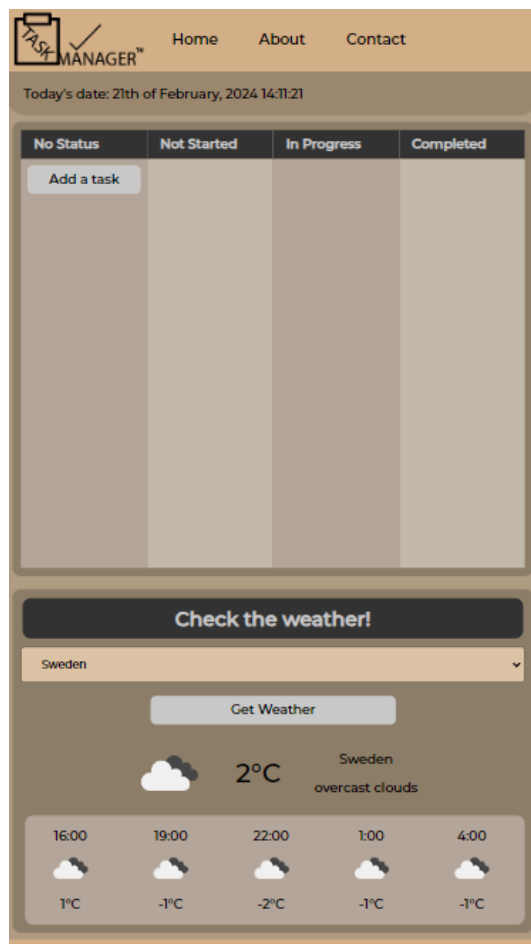 TASK
MANAGER™
Home About Contact
Today's date: 21th of February, 2024 14:11:21
No Status Not Started In Progress Completed
Add a task
Check the weather!
Sweden
Get Weather
2°C
Sweden
overcast clouds
16:00 19:00 22:00 1:00 4:00
1°C -1°C -2°C -1°C -1°C